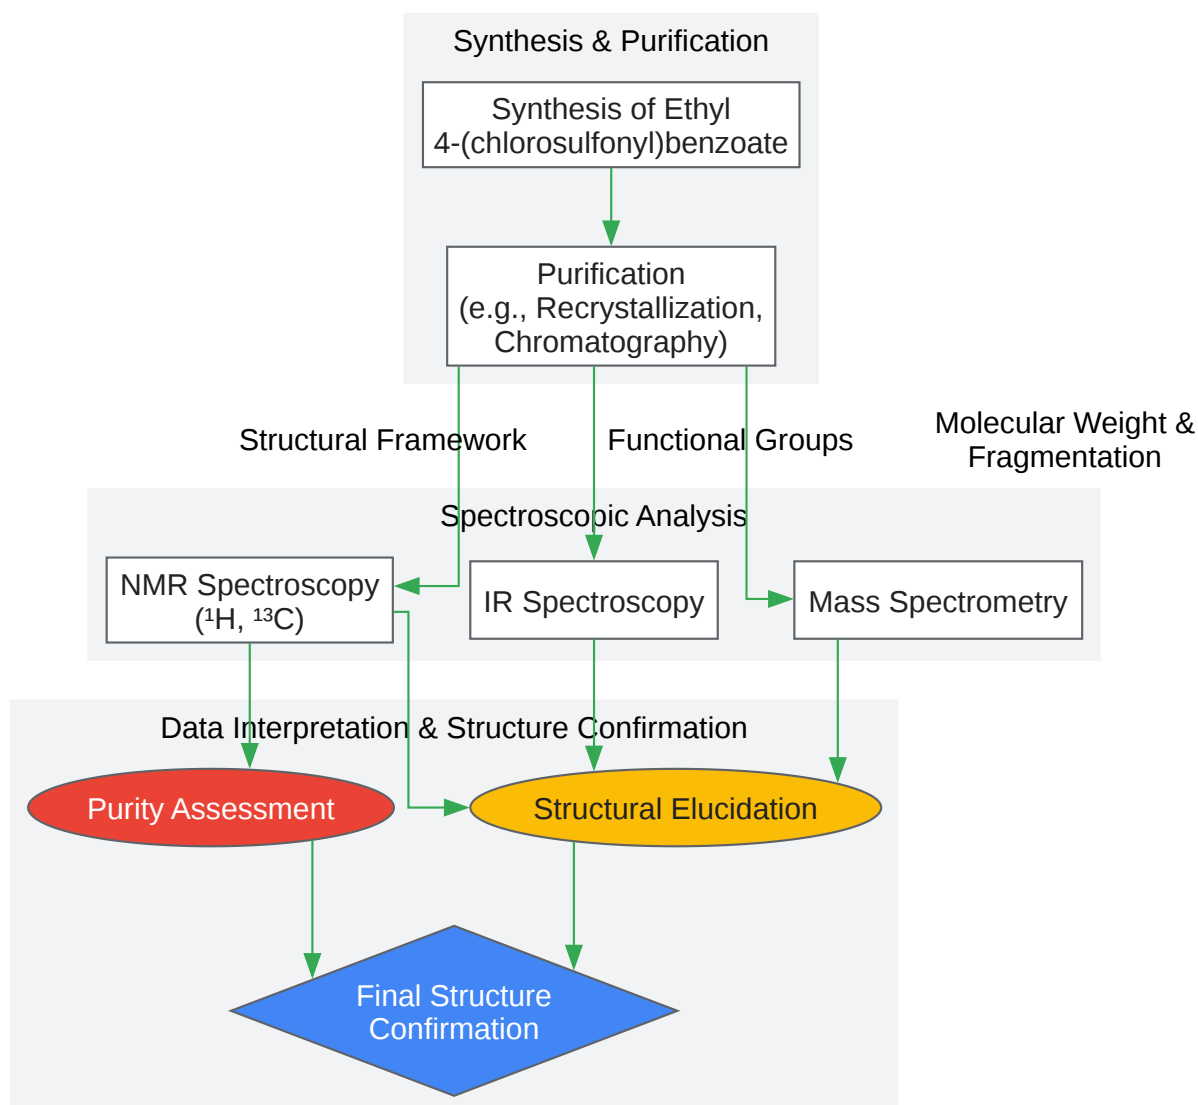 Synthesis & Purification
Synthesis of Ethyl
4-(chlorosulfonyl)benzoate
Purification
(e.g., Recrystallization,
Chromatography)
Structural Framework
Functional Groups
Molecular Weight &
Fragmentation
Spectroscopic Analysis
NMR Spectroscopy
(¹H, ¹³C)
IR Spectroscopy
Mass Spectrometry
Data Interpretation & Structure Confirmation
Purity Assessment
Structural Elucidation
Final Structure
Confirmation